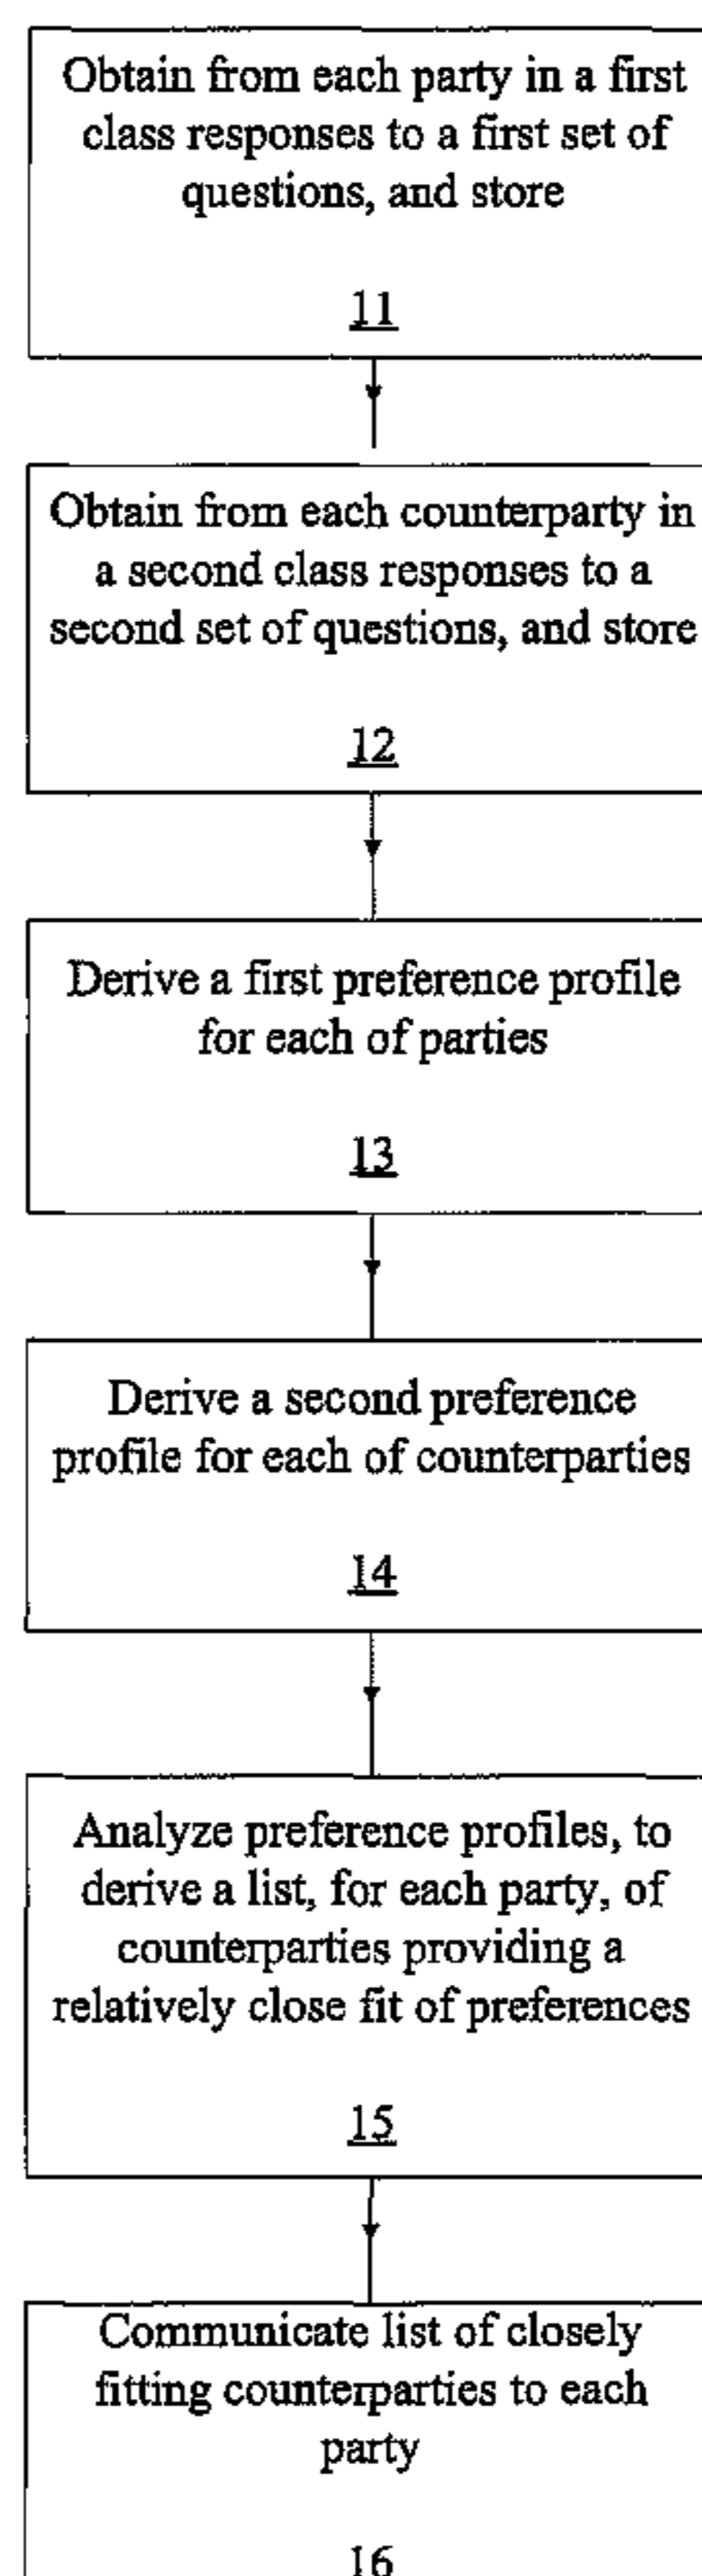 Obtain from each party in a first
class responses to a first set of
questions, and store
11
Obtain from each counterparty in
a second class responses to a
second set of questions, and store
12
Derive a first preference profile
for each of parties
13
Derive a second preference
profile for each of counterparties
14
Analyze preference profiles, to
derive a list, for each party, of
counterparties providing a
relatively close fit of preferences
15
Communicate list of closely
fitting counterparties to each
party
16